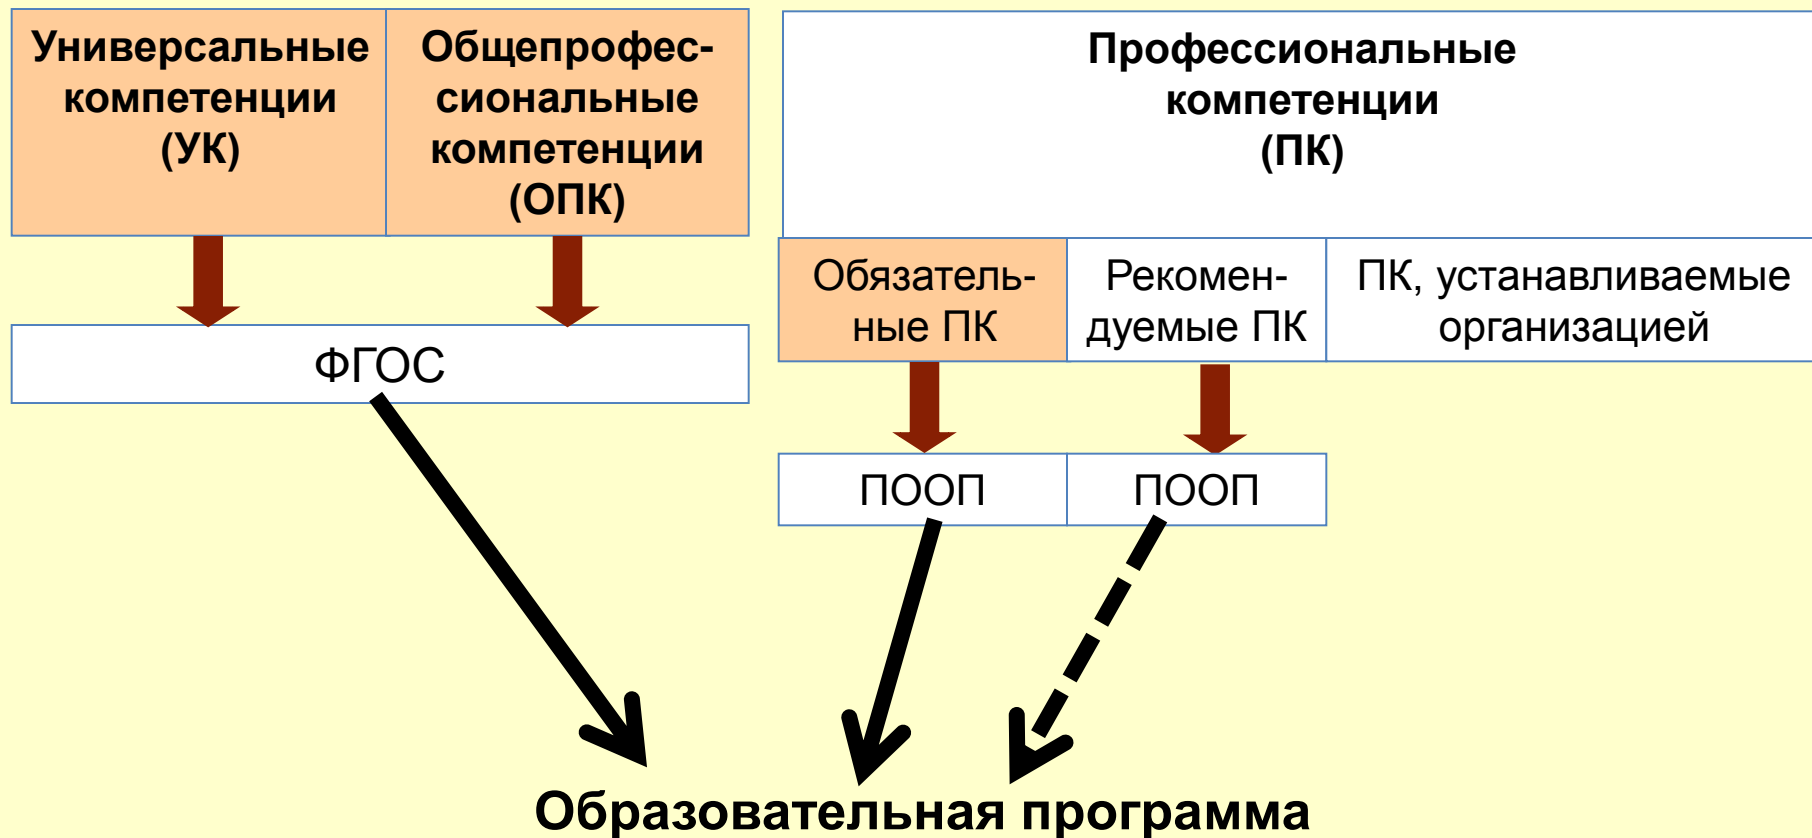 Универсальные
компетенции
(УК)
Общепрофес-
сиональные
компетенции
(ОПК)
Профессиональные
компетенции
(ПК)
Обязатель-
ные ПК
Рекомен-
дуемые ПК
ПК, устанавливаемые
организацией
ФГОС
ПООП
ПООП
Образовательная программа